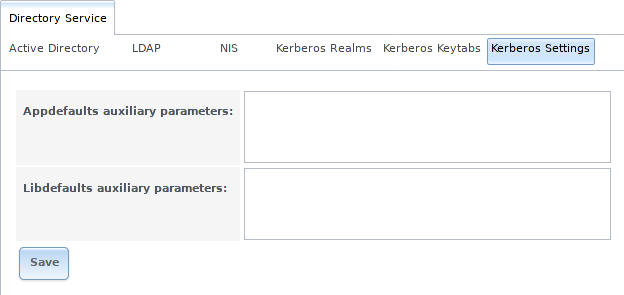 Directory Service
Active Directory LDAP NIS Kerberos Realms Kerberos Keytabs Kerberos Settings
Appdefaults auxiliary parameters:
Libdefaults auxiliary parameters:
Save